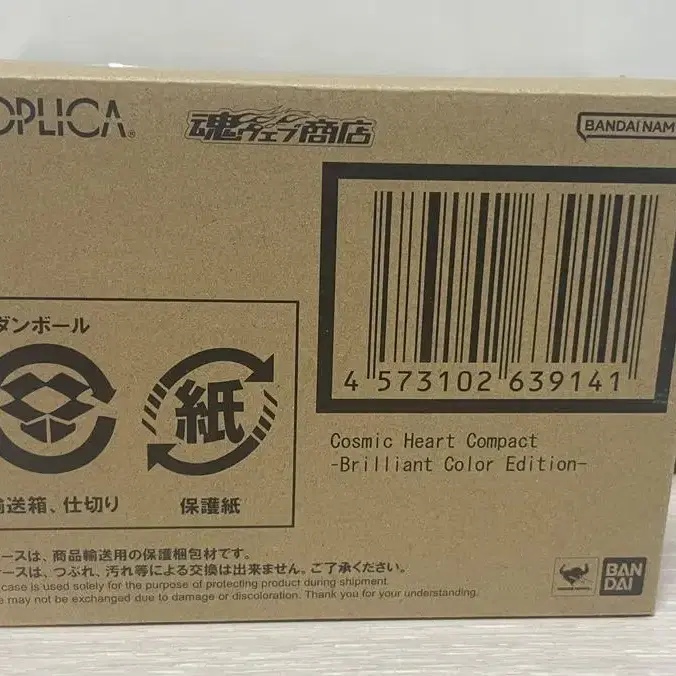 OPLICA®
魂ウェブ商店
BANDAI NAM
4 573102 639141
Cosmic Heart Compact
-Brilliant Color Edition-
ダンボール
紙
送箱、仕切り
保護紙
ースは、商品輸送用の保護梱包材です。
ースは、つぶれ、汚れ等による交換は出来ません。ご了承ください。
case is used solely for the purpose of protecting product during shipment.
may not be exchanged due to damage or discoloration. Thank you for your understanding.
BAN
DAI